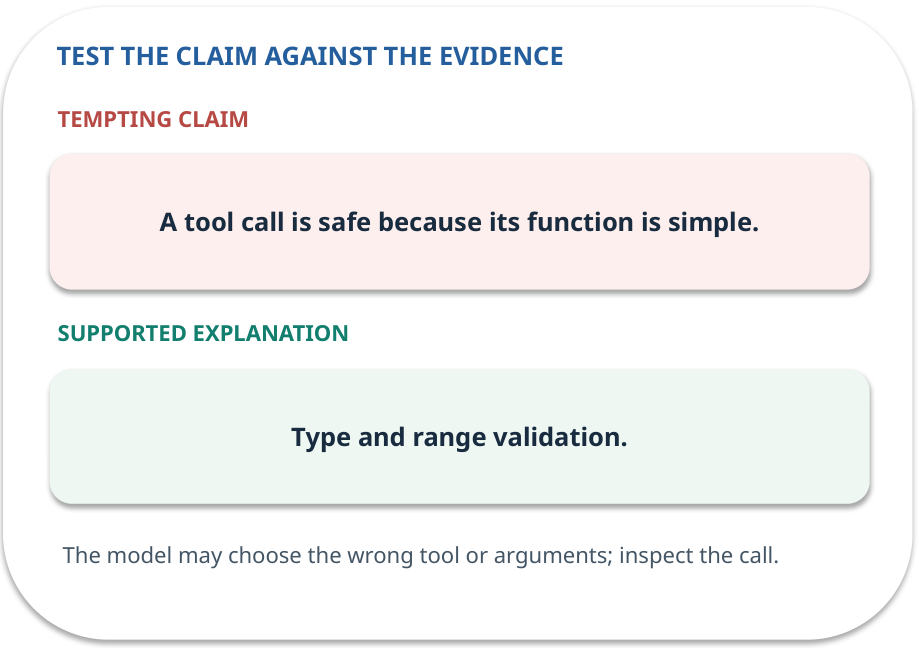 TEST THE CLAIM AGAINST THE EVIDENCE
TEMPTING CLAIM
A tool call is safe because its function is simple.
SUPPORTED EXPLANATION
Type and range validation.
The model may choose the wrong tool or arguments; inspect the call.